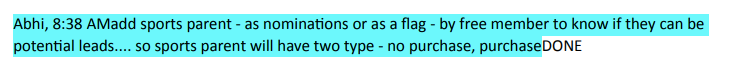 Abhi, 8:38 AMadd sports parent - as nominations or as a flag - by free member to know if they can be
potential leads.... so sports parent will have two type - no purchase, purchaseDONE